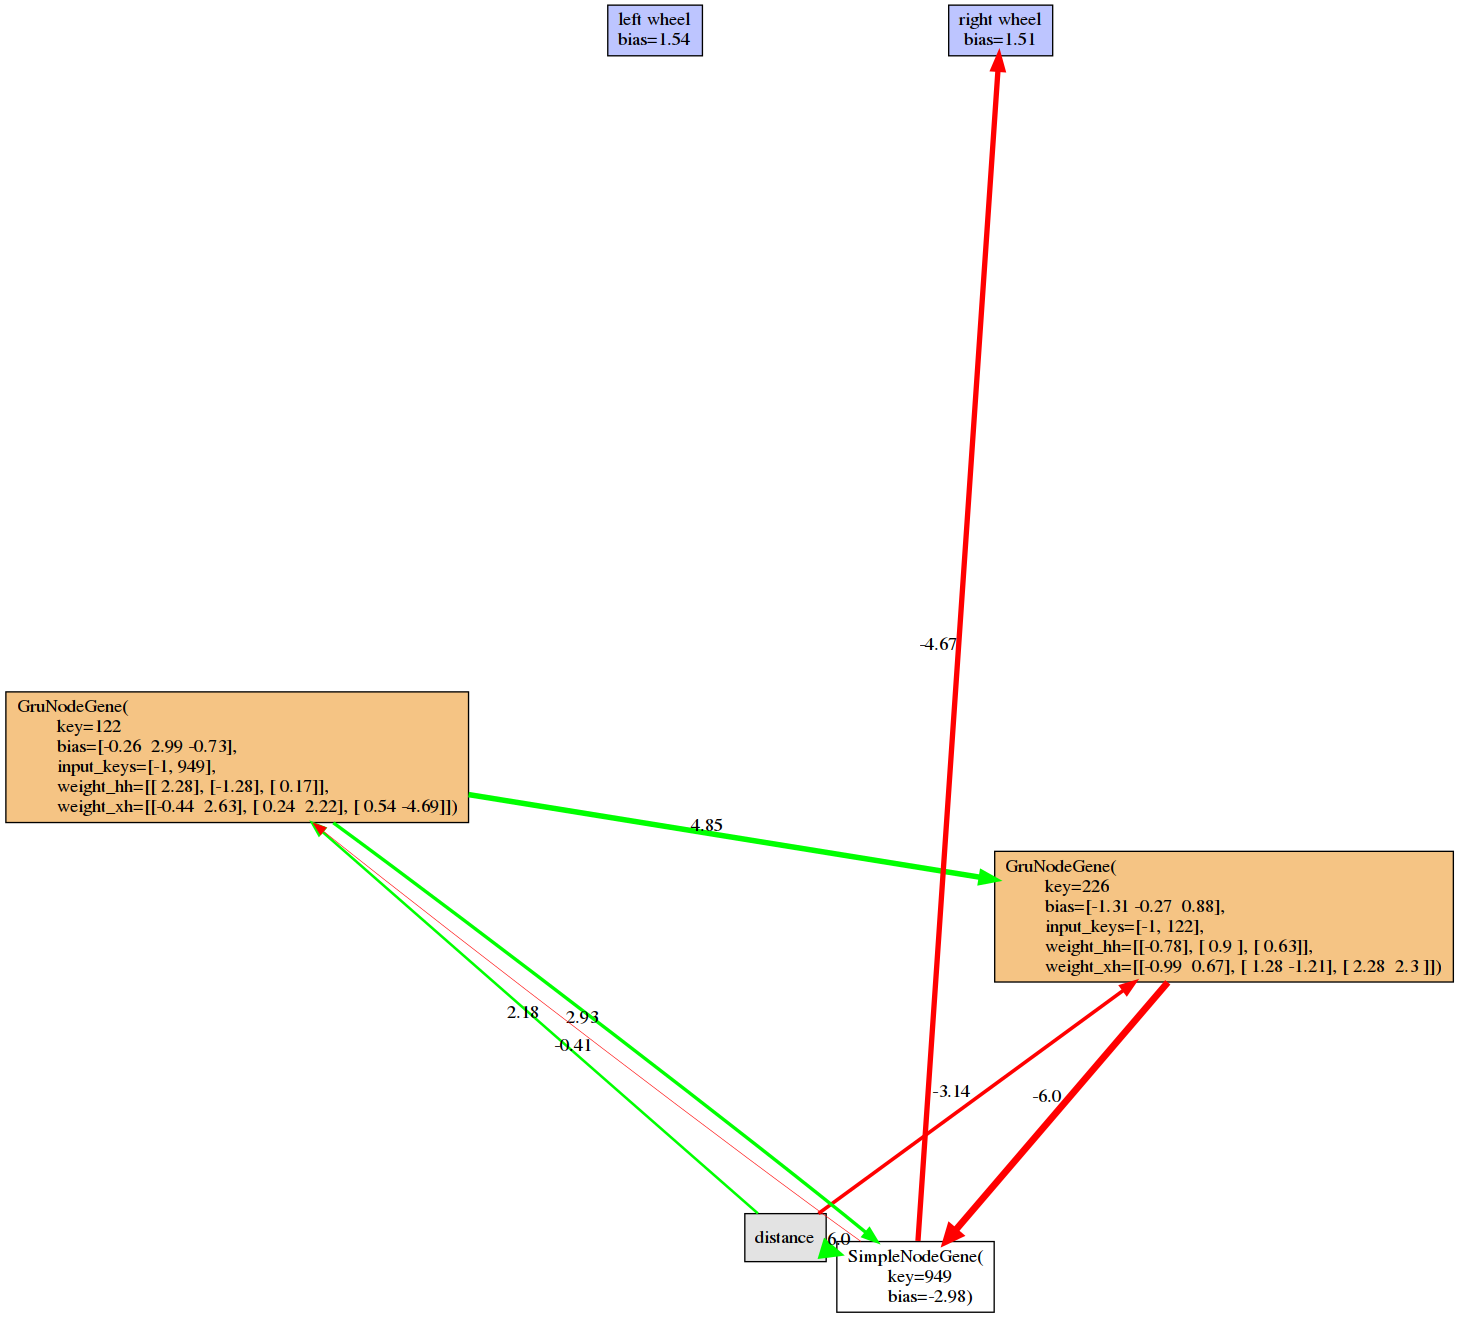 left wheel
bias=1.54
right wheel
bias=1.51
-4.67
GruNodeGene(
key=122
bias=[-0.26 2.99 -0.73],
input_keys=[-1, 949],
weight_hh=[[ 2.28], [-1.28], [ 0.17]],
weight_xh=[[-0.44 2.63], [ 0.24 2.22], [ 0.54 -4.69]])
4.85
GruNodeGene(
key=226
bias=[-1.31 -0.27 0.88],
input_keys=[-1, 122],
weight_hh=[[-0.78], [ 0.9 ], [ 0.63]],
weight_xh=[[-0.99 0.67], [ 1.28 -1.21], [ 2.28 2.3 ]])
2.18
2.93
-0.41
-3.14
-6.0
distance
6.0
SimpleNodeGene(
key=949
bias=-2.98)